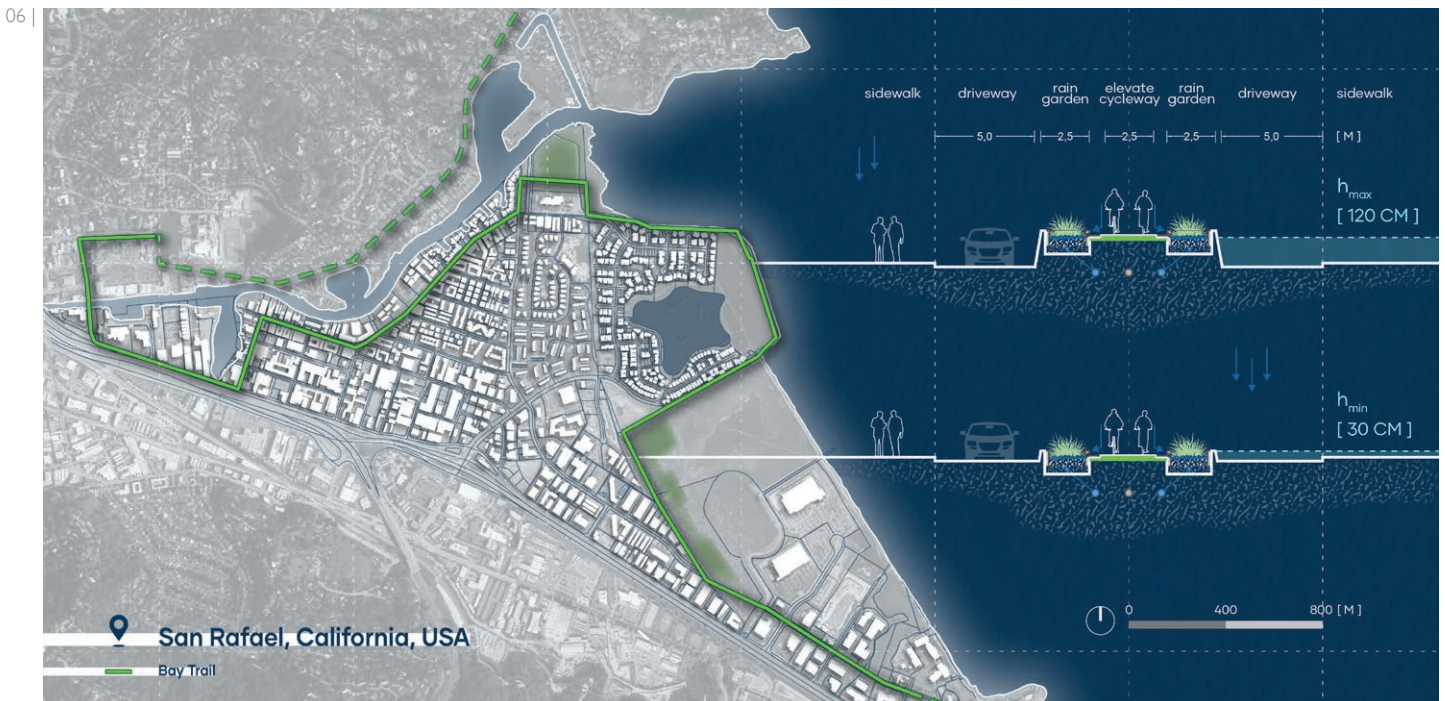 06 |
sidewalk
driveway
rain
garden
elevate
cycleway
rain
garden
driveway
sidewalk
5,0
2,5
2,5
2,5
5,0
[ M ]
h max
[ 120 CM ]
h min
[ 30 CM ]
0
400
800 [ M ]
San Rafael, California, USA
Bay Trail